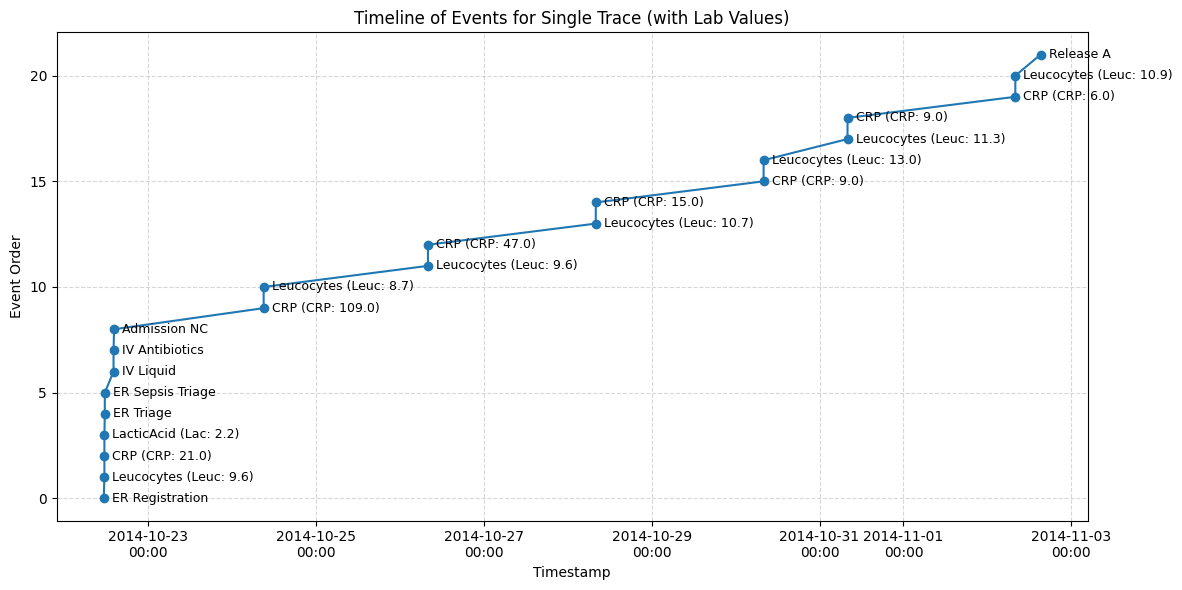 Timeline of Events for Single Trace (with Lab Values)
Event Order
20
15
10
5
0
Release A
Leucocytes (Leuc: 10.9)
CRP (CRP: 6.0)
CRP (CRP: 9.0)
Leucocytes (Leuc: 11.3)
Leucocytes (Leuc: 13.0)
CRP (CRP: 9.0)
CRP (CRP: 15.0)
Leucocytes (Leuc: 10.7)
CRP (CRP: 47.0)
Leucocytes (Leuc: 9.6)
Leucocytes (Leuc: 8.7)
CRP (CRP: 109.0)
Admission NC
IV Antibiotics
IV Liquid
ER Sepsis Triage
ER Triage
LacticAcid (Lac: 2.2)
CRP (CRP: 21.0)
Leucocytes (Leuc: 9.6)
ER Registration
2014-10-23 2014-10-25 2014-10-27 2014-10-29 2014-10-31 2014-11-01 2014-11-03
00:00 00:00 00:00 00:00 00:00 00:00 00:00
Timestamp